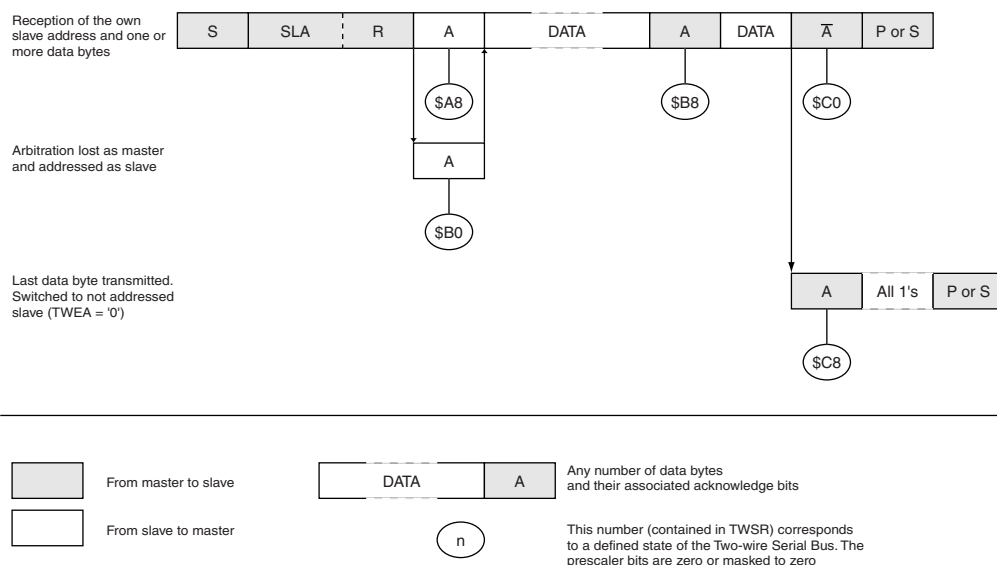 Reception of the own
slave address and one or
more data bytes
S SLA R A DATA A DATA A̅ P or S
$A8 $B8 $C0
Arbitration lost as master
and addressed as slave
A
$B0
Last data byte transmitted.
Switched to not addressed
slave (TWEA = '0')
A All 1's P or S
$C8
From master to slave
DATA A
Any number of data bytes
and their associated acknowledge bits
From slave to master
n
This number (contained in TWSR) corresponds
to a defined state of the Two-wire Serial Bus. The
prescaler bits are zero or masked to zero